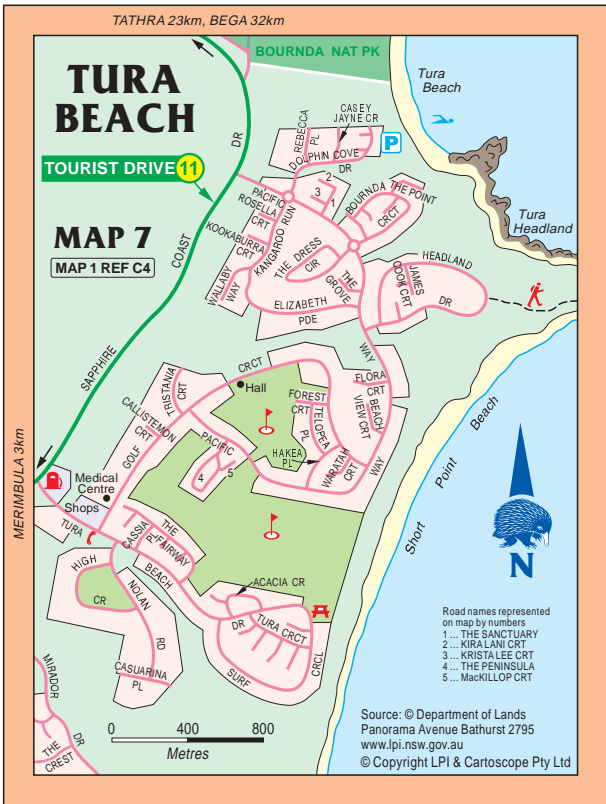 TATHRA 23km, BEGA 32km
BOURNDA NAT PK
TURA
BEACH
TOURIST DRIVE 11
MAP 7
MAP 1 REF C4
Tura
Beach
CASEY
JAYNE CR
REBECCA
PL
DOLPHIN COVE
DR
P
DR
PACIFIC
ROSELLA
CRT
KOOKABURRA
CRT
KANGAROO RUN
WALLABY
WAY
2
3
1
BOURNDA
THE POINT
CRCT
Tura
Headland
THE DRESS
CIR
THE
GROVE
ELIZABETH
PDE
HEADLAND
JAMES
COOK CRT
DR
COAST
SAPPHIRE
WAY
CRCT
Hall
TRISTANIA
CRT
CALLISTEMON
CRT
GOLF
PACIFIC
4
5
FLORA
CRT
BEACH
VIEW CRT
FOREST
CRT
TELOPEA
PL
HAKEA
PL
WARATAH
CRT
WAY
Short Point Beach
MERIMBULA 3km
Medical
Centre
Shops
TURA
BEACH
DR
CASSIA
PL
THE
FAIRWAY
HIGH
CR
NOLAN
RD
CASUARINA
PL
ACACIA CR
TURA CRCT
SURF
CRCL
MIRADOR
DR
THE
CREST
N
Road names represented
on map by numbers
1 ... THE SANCTUARY
2 ... KIRA LANI CRT
3 ... KRISTA LEE CRT
4 ... THE PENINSULA
5 ... MacKILLOP CRT
0 400 800
Metres
Source: © Department of Lands
Panorama Avenue Bathurst 2795
www.lpi.nsw.gov.au
© Copyright LPI & Cartoscope Pty Ltd